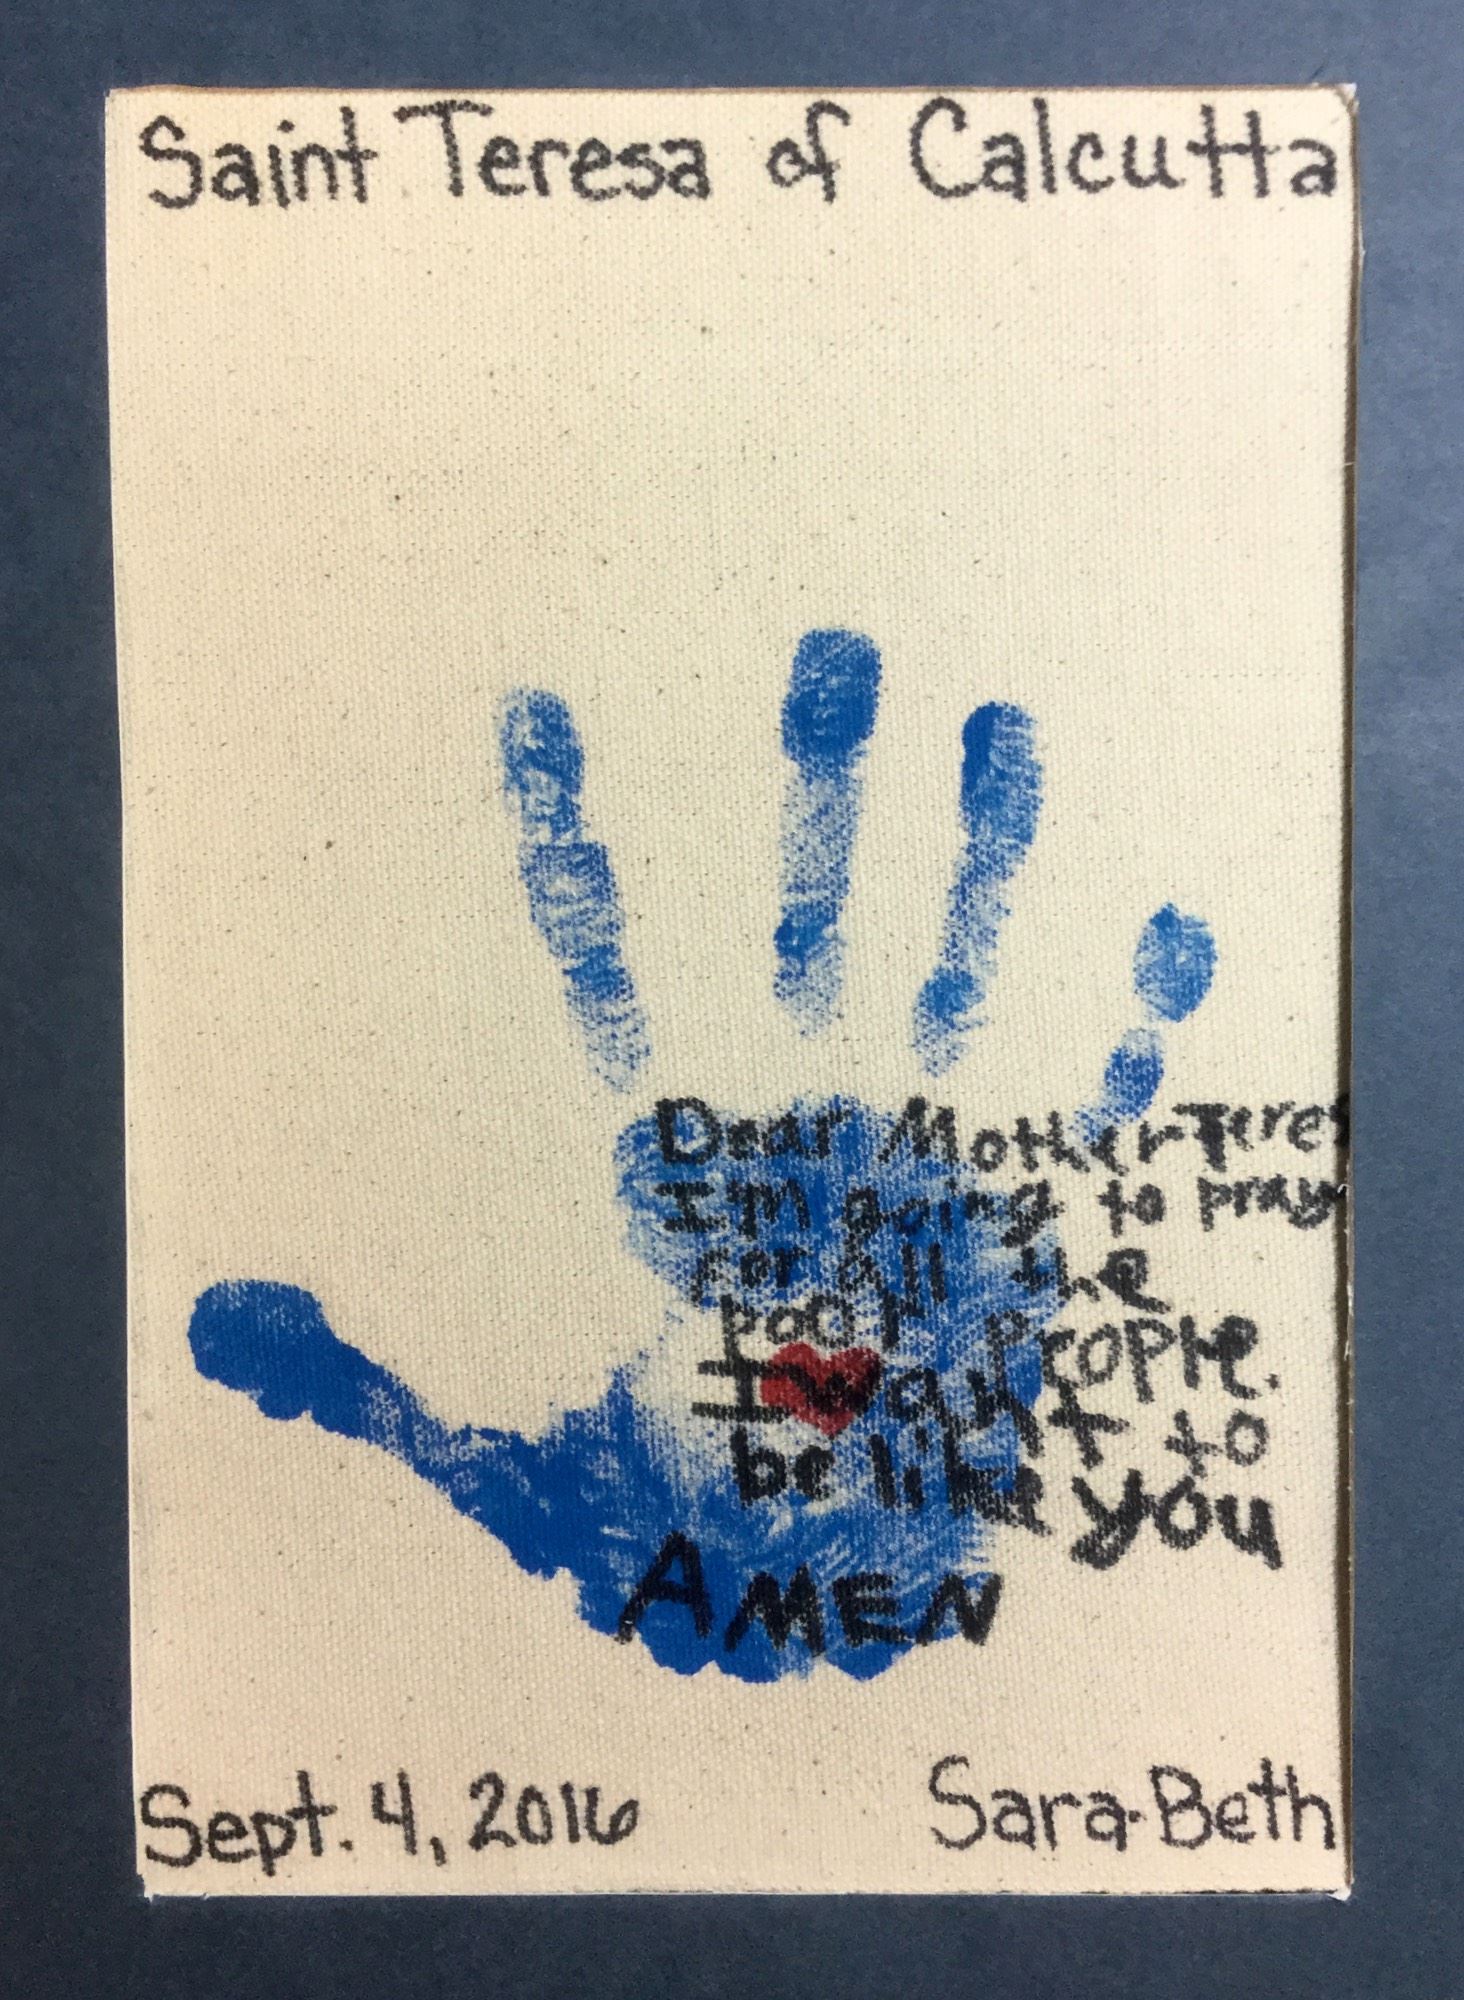 Saint Teresa of Calcutta
Dear Mother Teres
I'm going to pray
for all the
poor people.
I want to
be like you
AMEN
Sept. 4, 2016
Sara-Beth